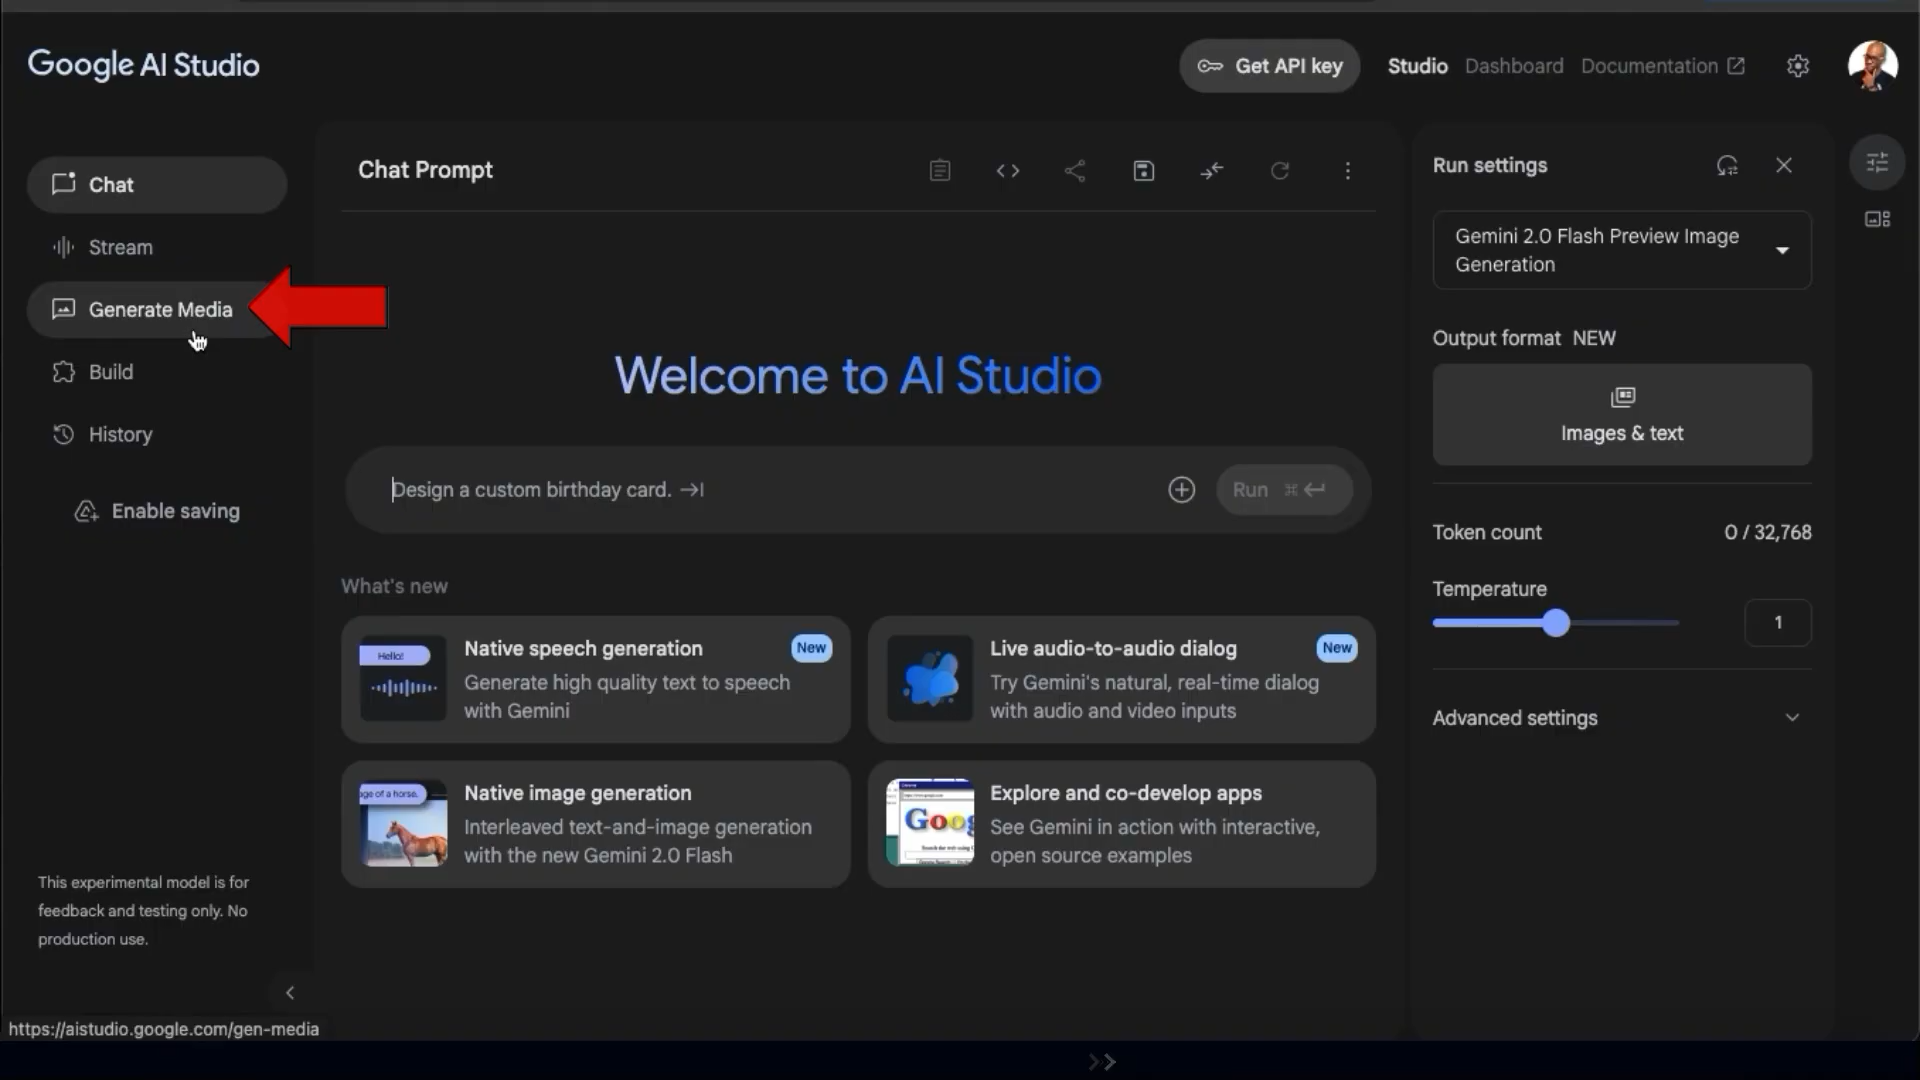 Google AI Studio
Get API key
Studio
Dashboard
Documentation
Chat
Stream
Generate Media
Build
History
Enable saving
This experimental model is for
feedback and testing only. No
production use.
https://aistudio.google.com/gen-media
Chat Prompt
Welcome to AI Studio
Design a custom birthday card.
Run ⌘
What's new
Hello!
Native speech generation
New
Generate high quality text to speech
with Gemini
Live audio-to-audio dialog
New
Try Gemini's natural, real-time dialog
with audio and video inputs
age of a horse.
Native image generation
Interleaved text-and-image generation
with the new Gemini 2.0 Flash
Goog
Explore and co-develop apps
See Gemini in action with interactive,
open source examples
Run settings
Gemini 2.0 Flash Preview Image
Generation
Output format NEW
Images & text
Token count
0 / 32,768
Temperature
1
Advanced settings